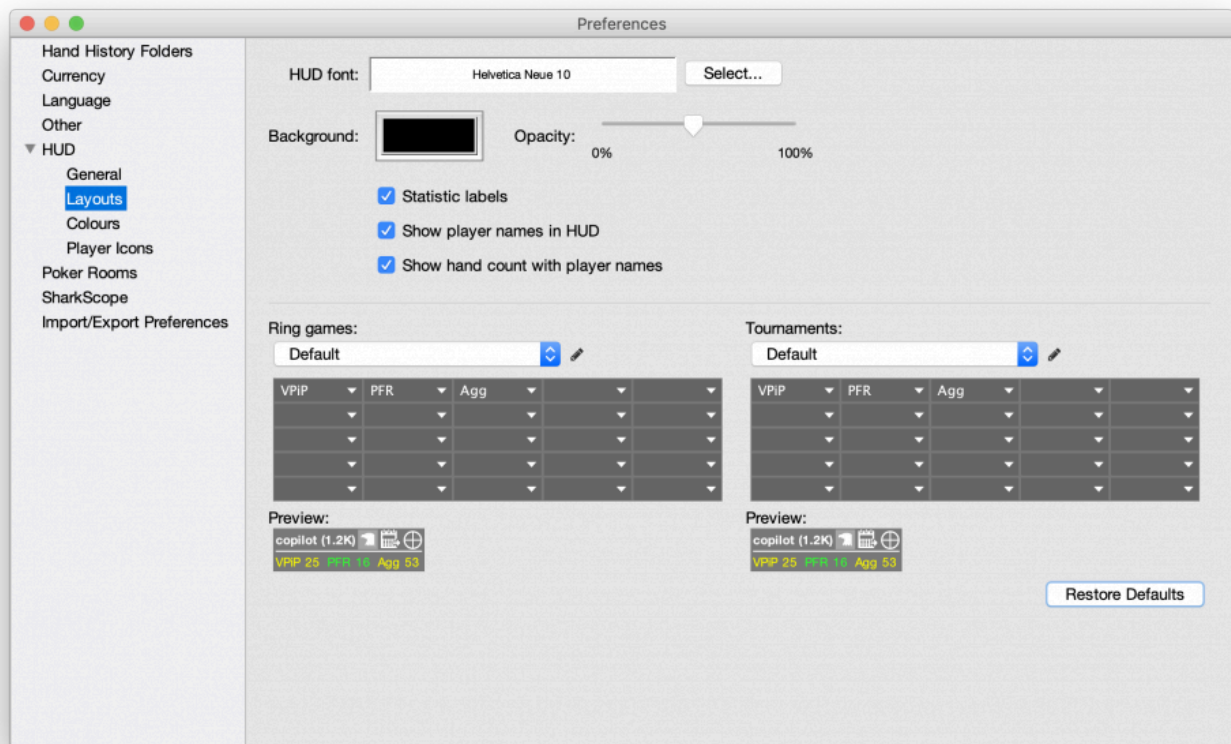 Preferences
Hand History Folders
Currency
Language
Other
HUD
General
Layouts
Colours
Player Icons
Poker Rooms
SharkScope
Import/Export Preferences
HUD font:
Helvetica Neue 10
Select...
Background:
Opacity:
0%
100%
Statistic labels
Show player names in HUD
Show hand count with player names
Ring games:
Default
VPiP PFR Agg
Preview:
copilot (1.2K)
VPiP 25 PFR 16 Agg 53
Tournaments:
Default
VPiP PFR Agg
Preview:
copilot (1.2K)
VPiP 25 PFR 16 Agg 53
Restore Defaults